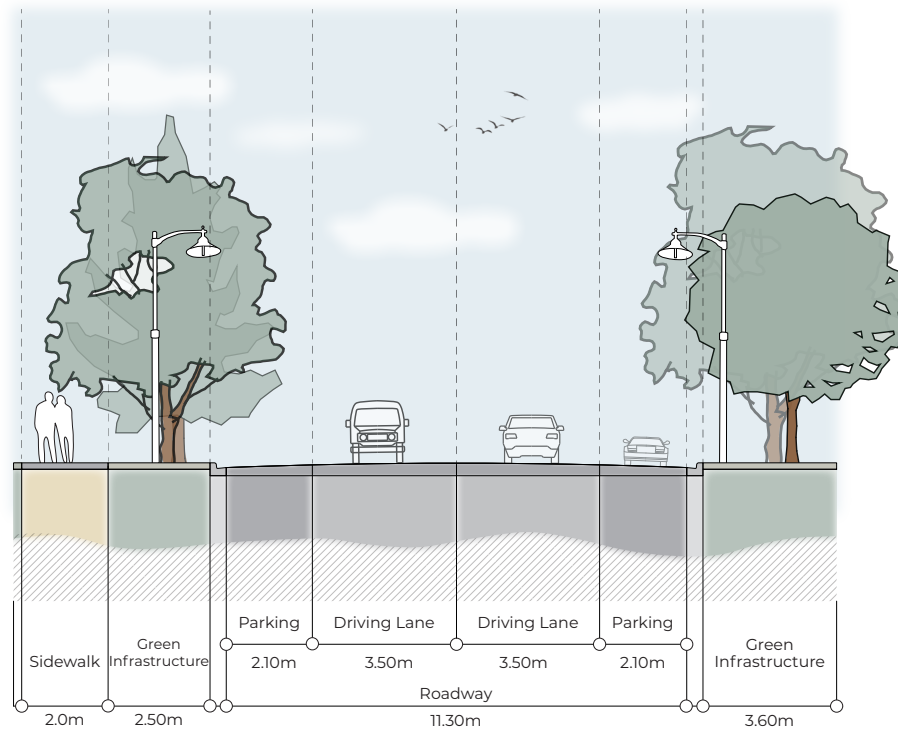 Parking
Driving Lane
Driving Lane
Parking
Sidewalk
Green
Infrastructure
2.10m
3.50m
3.50m
2.10m
Green
Infrastructure
Roadway
2.0m
2.50m
11.30m
3.60m